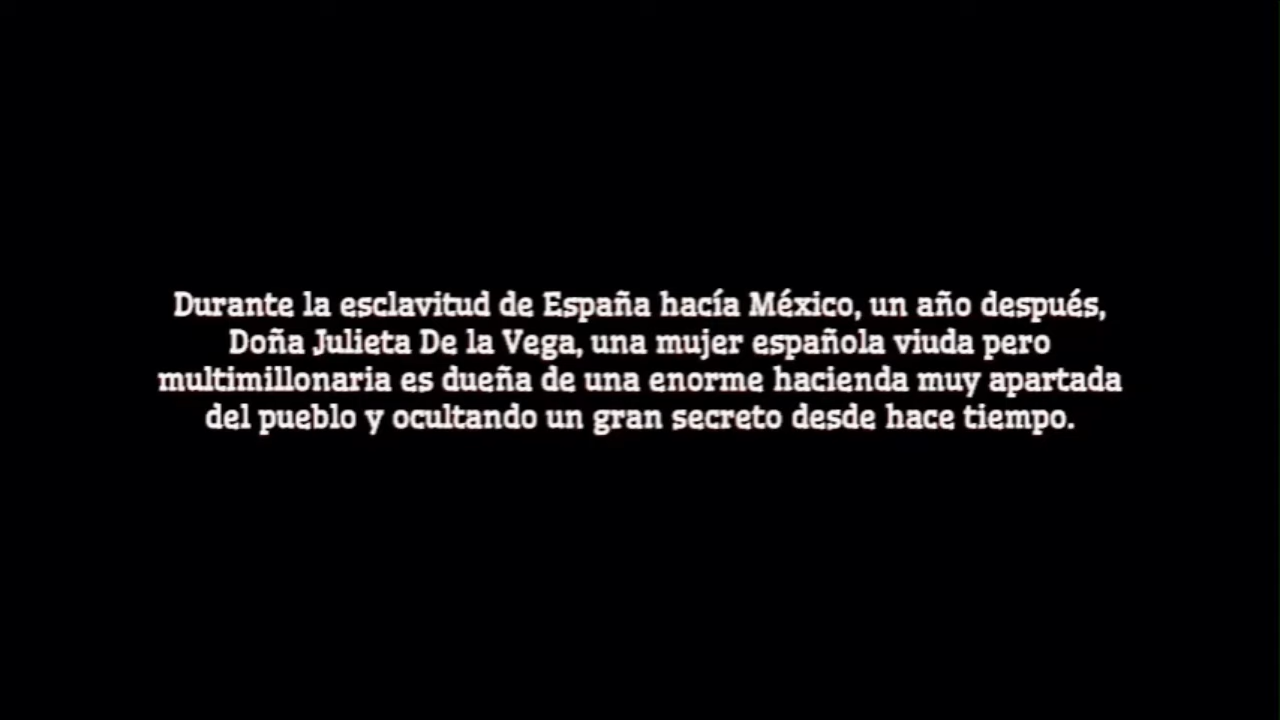 Durante la esclavitud de España hacía México, un año después,
Doña Julieta De la Vega, una mujer española viuda pero
multimillonaria es dueña de una enorme hacienda muy apartada
del pueblo y ocultando un gran secreto desde hace tiempo.